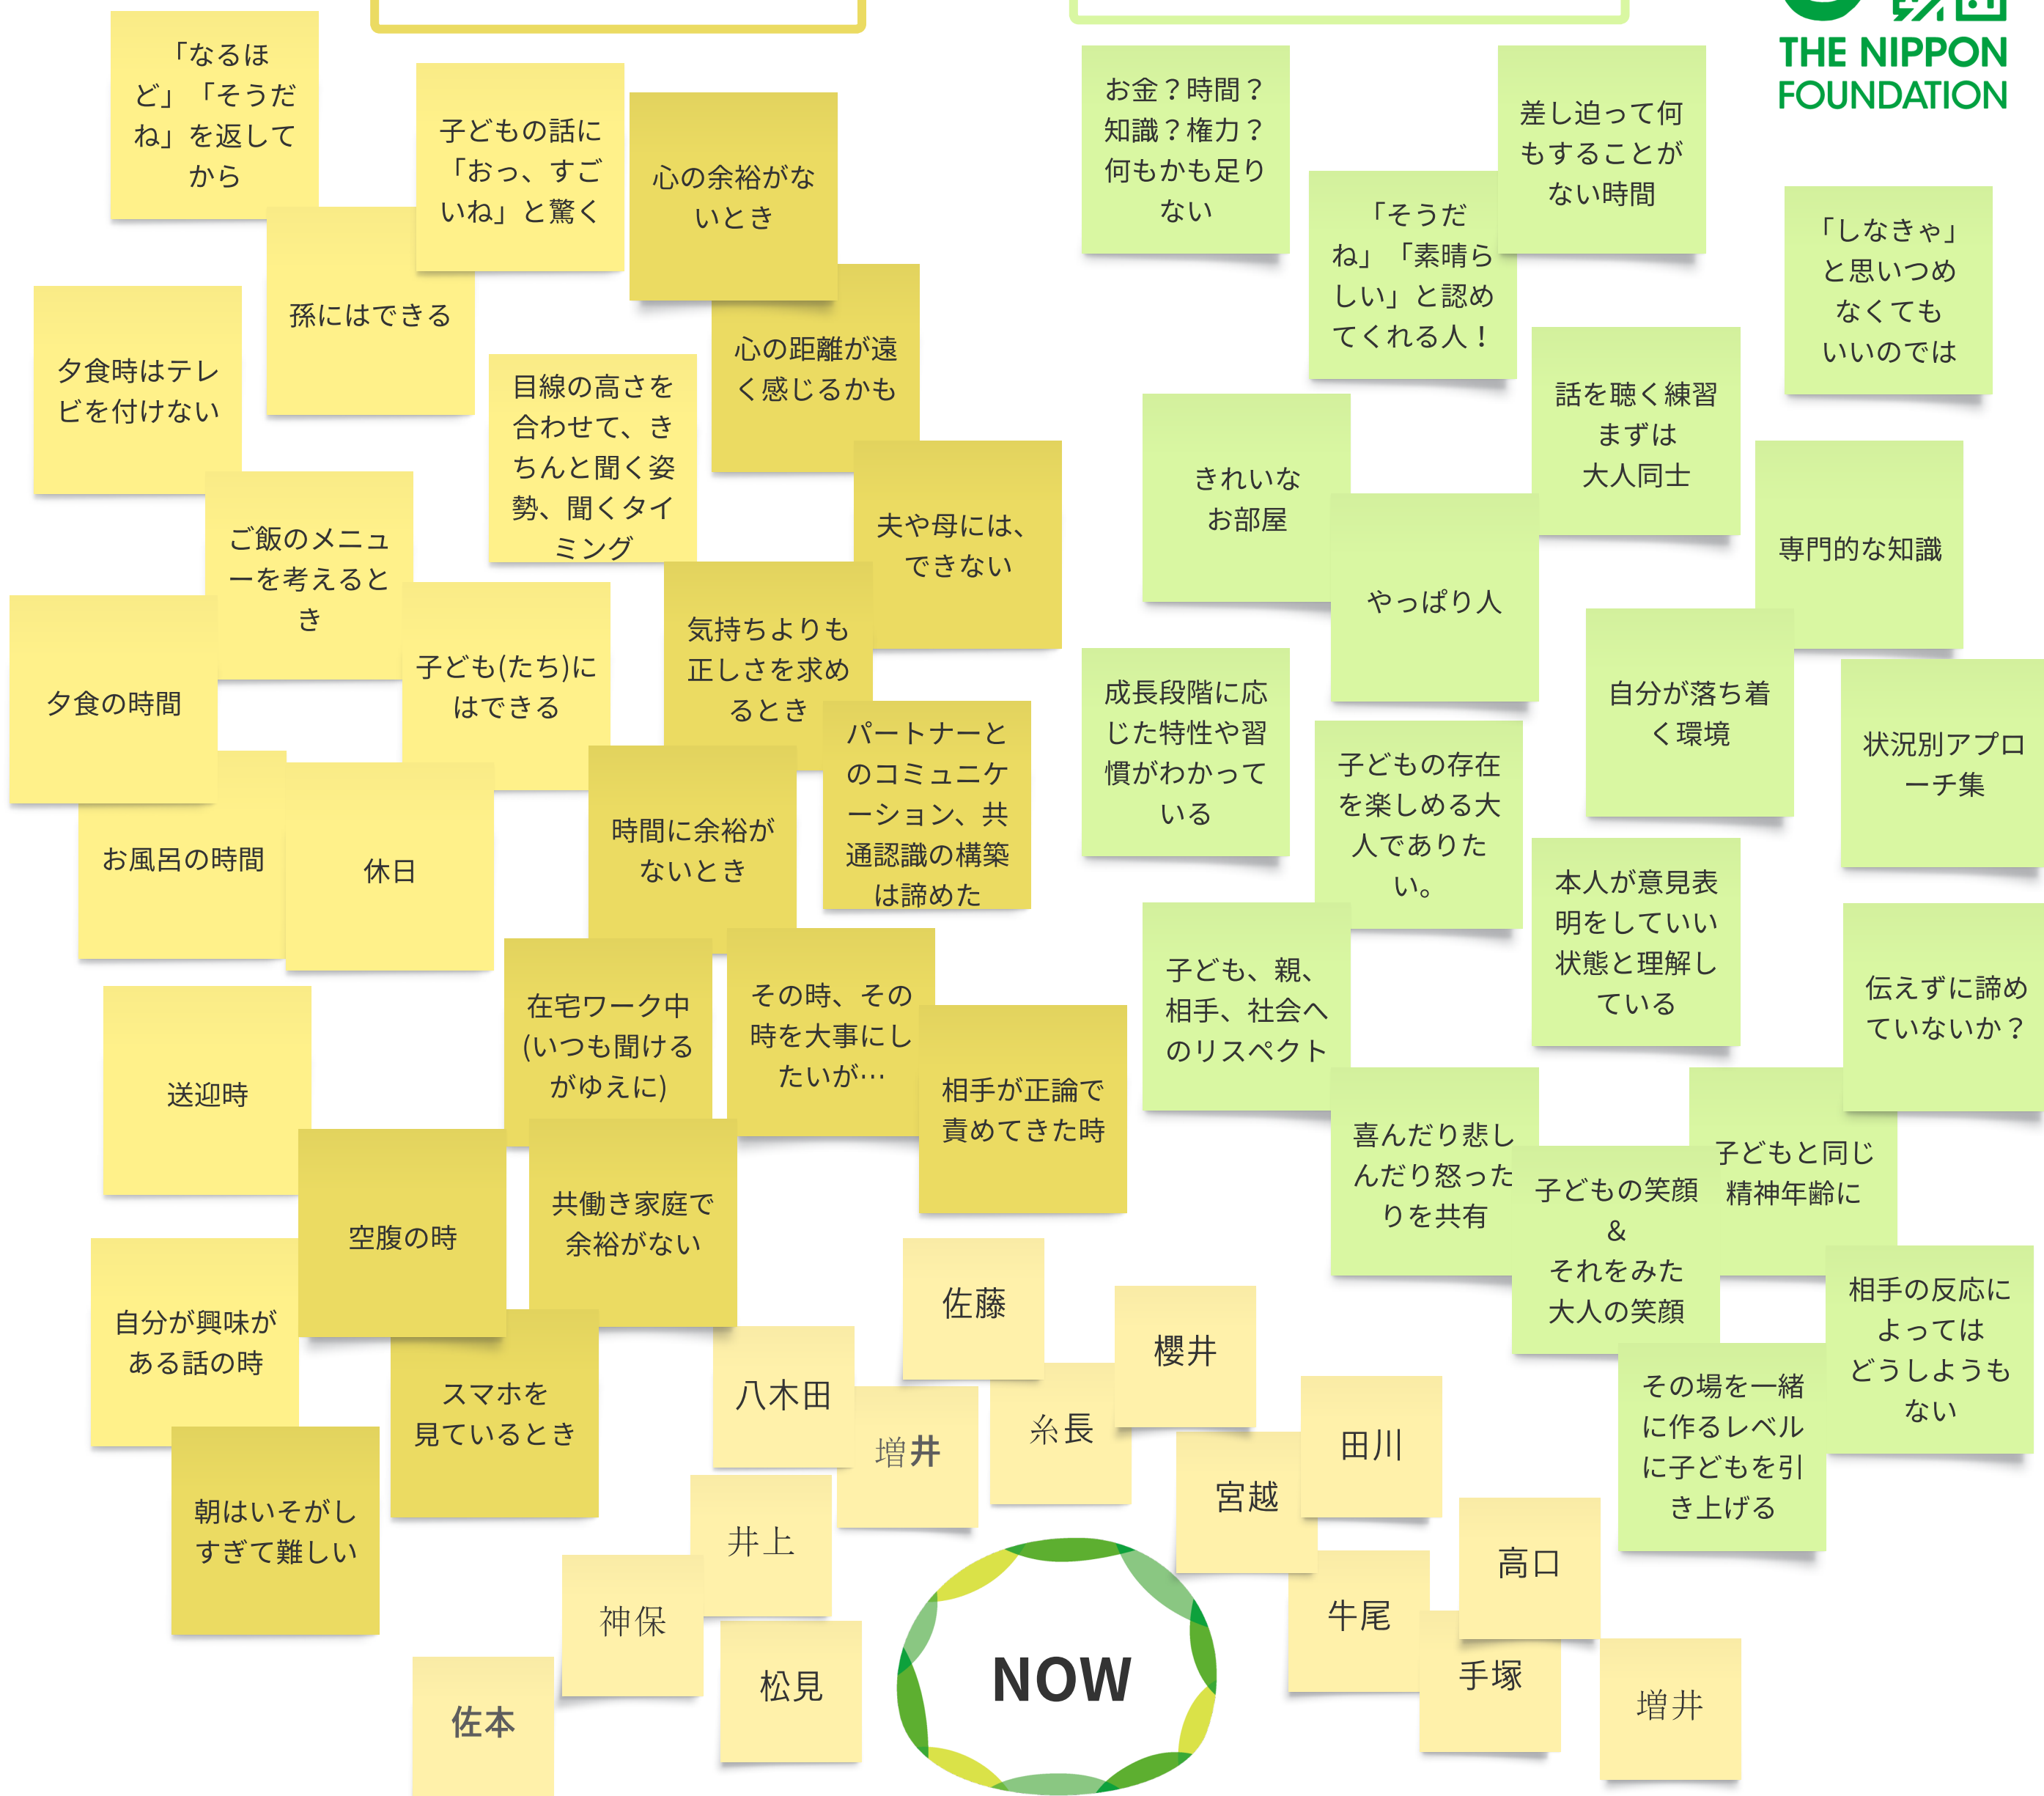 THE NIPPON
FOUNDATION
「なるほ
ど」「そうだ
ね」を返して
から
子どもの話に
「おっ、すご
いね」と驚く
心の余裕がな
いとき
孫にはできる
心の距離が遠
く感じるかも
夕食時はテレ
ビを付けない
目線の高さを
合わせて、き
ちんと聞く姿
勢、聞くタイ
ミング
夫や母には、
できない
ご飯のメニュ
ーを考えると
き
気持ちよりも
正しさを求め
るとき
夕食の時間
子ども(たち)に
はできる
パートナーと
のコミュニケ
ーション、共
通認識の構築
は諦めた
お風呂の時間
休日
時間に余裕が
ないとき
在宅ワーク中
(いつも聞ける
がゆえに)
その時、その
時を大事にし
たいが…
相手が正論で
責めてきた時
送迎時
空腹の時
共働き家庭で
余裕がない
自分が興味が
ある話の時
スマホを
見ているとき
朝はいそがし
すぎて難しい
お金？時間？
知識？権力？
何もかも足り
ない
「そうだ
ね」「素晴ら
しい」と認め
てくれる人！
差し迫って何
もすることが
ない時間
「しなきゃ」
と思いつめ
なくても
いいのでは
話を聴く練習
まずは
大人同士
きれいな
お部屋
やっぱり人
専門的な知識
成長段階に応
じた特性や習
慣がわかって
いる
自分が落ち着
く環境
状況別アプロ
ーチ集
子どもの存在
を楽しめる大
人でありた
い。
本人が意見表
明をしていい
状態と理解し
ている
子ども、親、
相手、社会へ
のリスペクト
伝えずに諦め
ていないか？
喜んだり悲し
んだり怒った
りを共有
子どもの笑顔
&
それをみた
大人の笑顔
子どもと同じ
精神年齢に
相手の反応に
よっては
どうしようも
ない
その場を一緒
に作るレベル
に子どもを引
き上げる
佐藤
櫻井
八木田
増井
糸長
田川
宮越
井上
高口
神保
牛尾
松見
手塚
増井
佐本
NOW